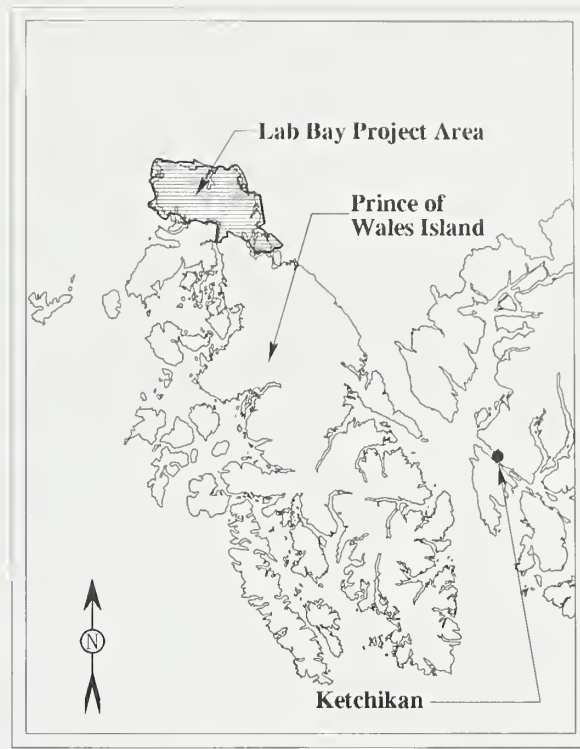 Lab Bay Project Area
Prince of
Wales Island
N
Ketchikan